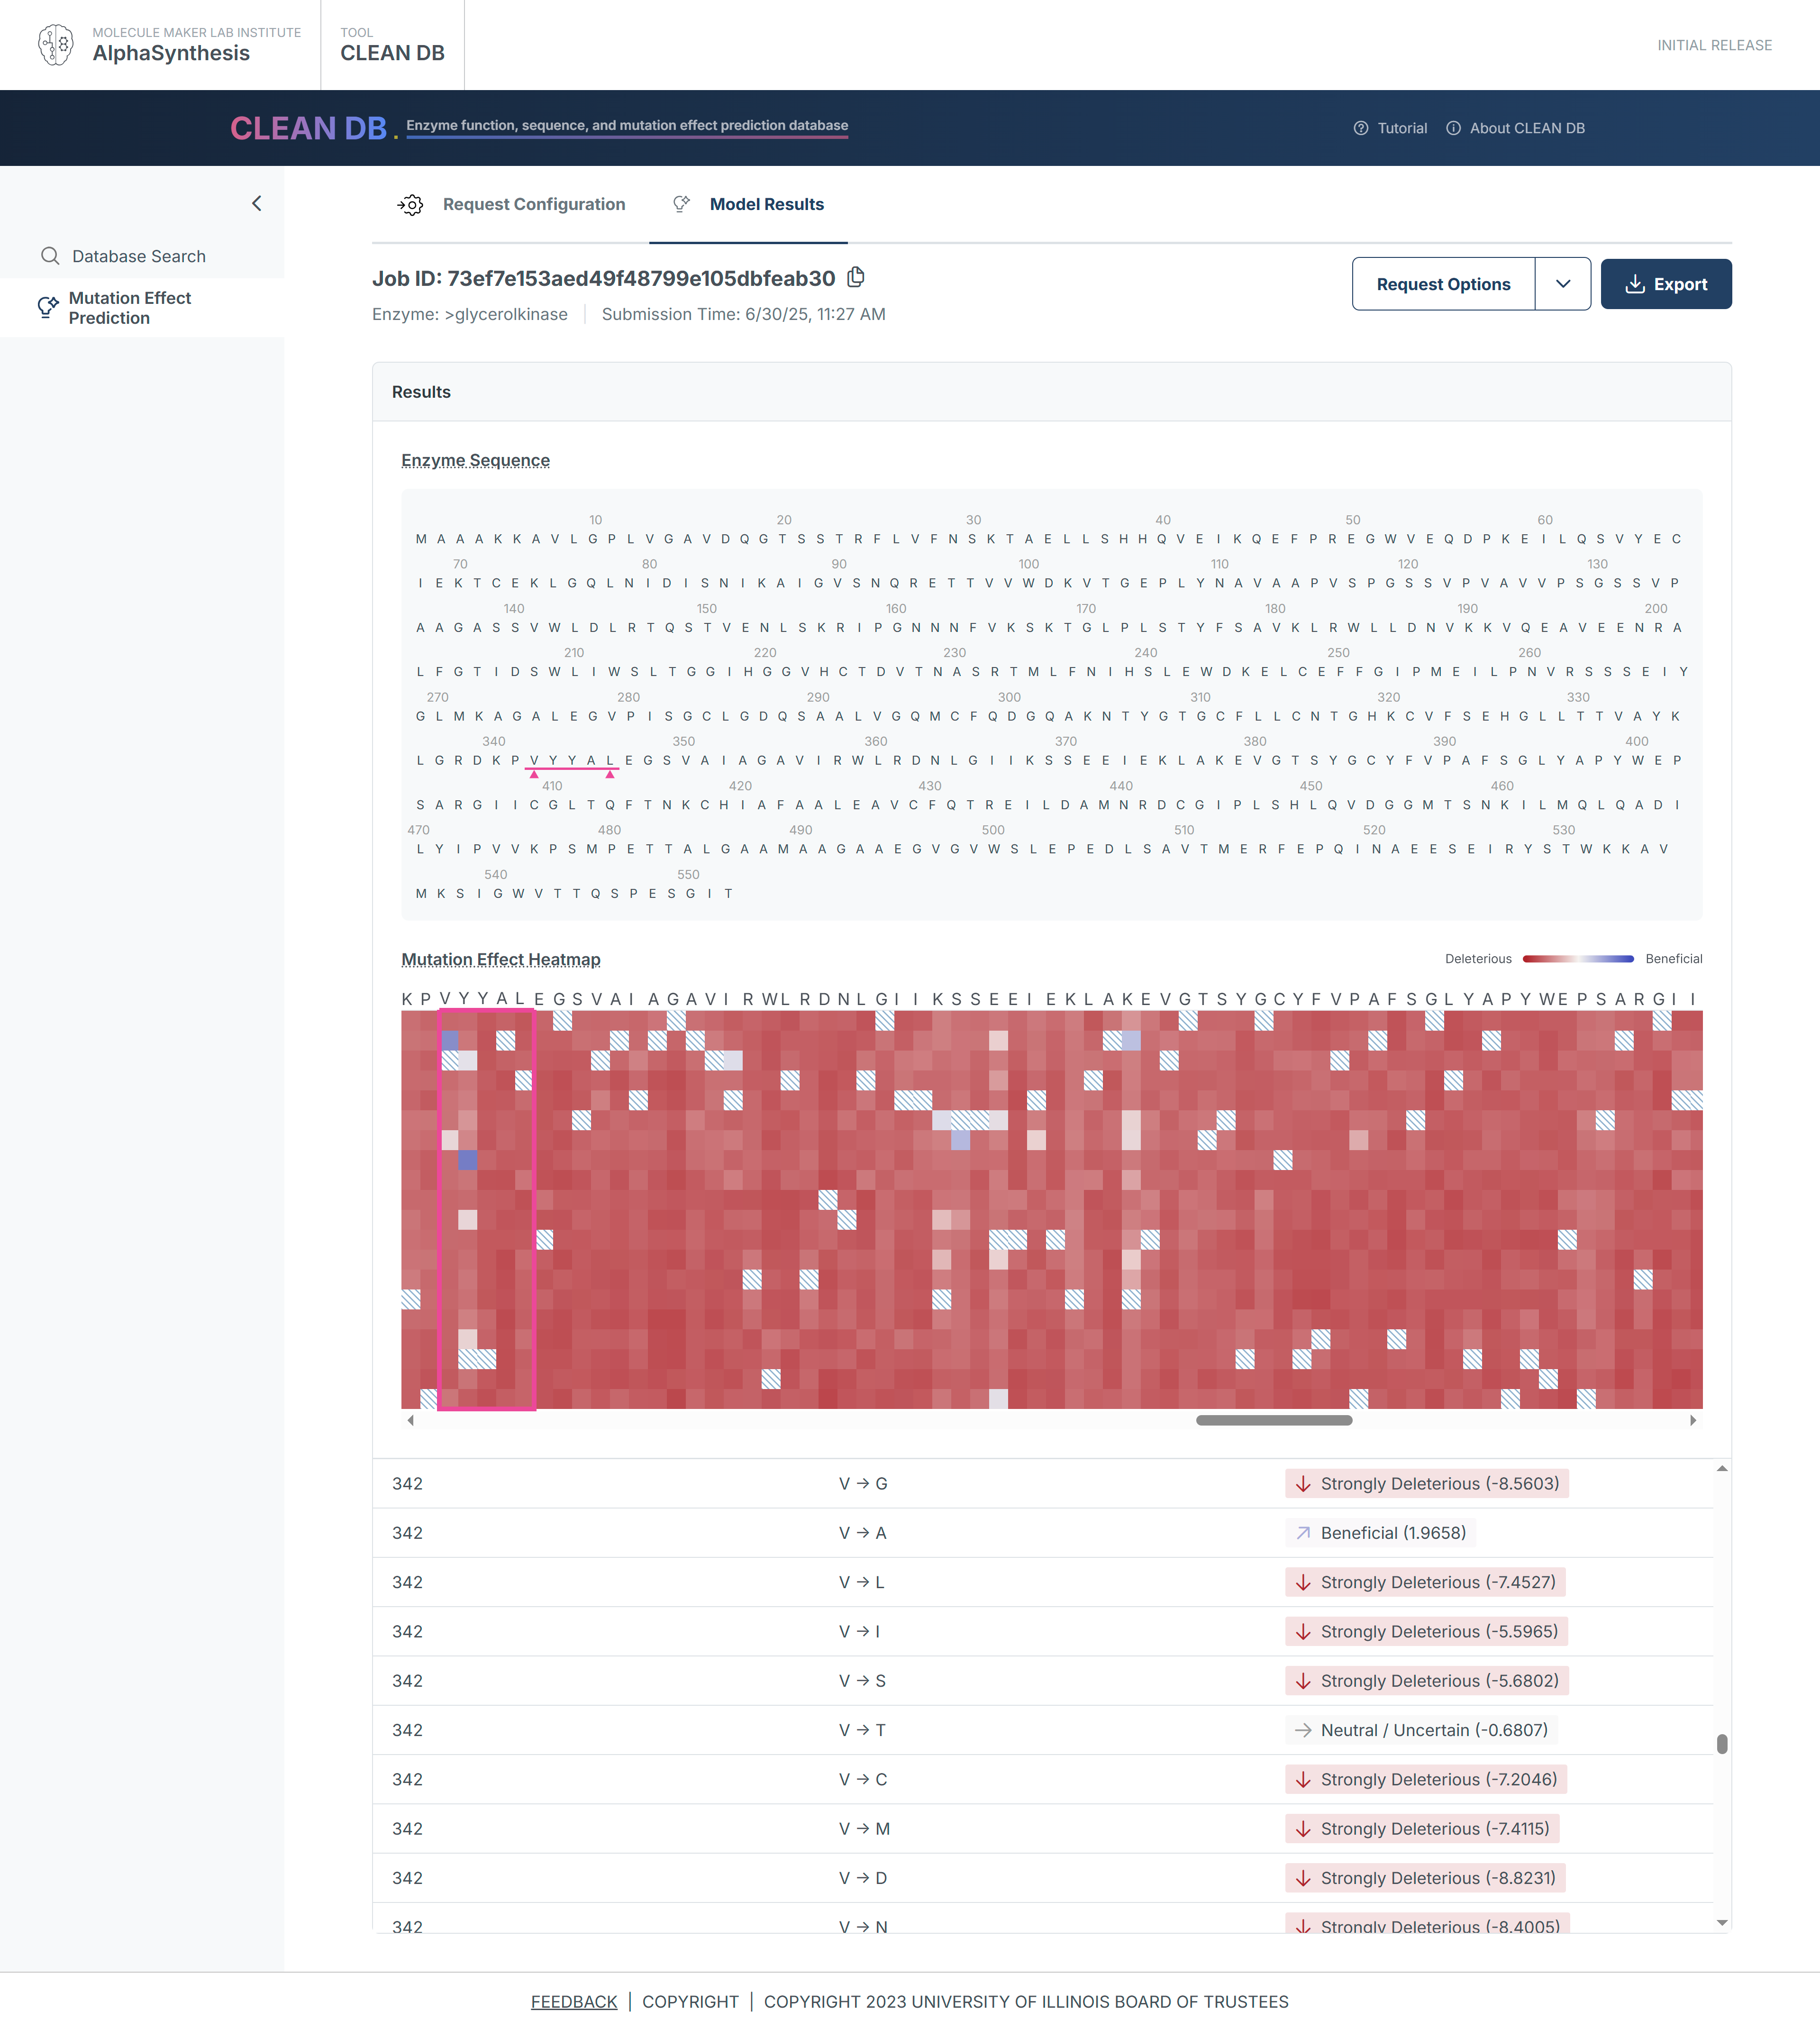 MOLECULE MAKER LAB INSTITUTE
AlphaSynthesis
TOOL
CLEAN DB
INITIAL RELEASE
CLEAN DB.
Enzyme function, sequence, and mutation effect prediction database
Tutorial
About CLEAN DB
Database Search
Mutation Effect
Prediction
Request Configuration
Model Results
Job ID: 73ef7e153aed49f48799e105dbfeab30
Enzyme: >glycerolkinase
Submission Time: 6/30/25, 11:27 AM
Request Options
Export
Results
Enzyme Sequence
10 20 30 40 50 60
M A A A K K A V L G P L V G A V D Q G T S S T R F L V F N S K T A E L L S H H Q V E I K Q E F P R E G W V E Q D P K E I L Q S V Y E C
70 80 90 100 110 120 130
I E K T C E K L G Q L N I D I S N I K A I G V S N Q R E T T V V W D K V T G E P L Y N A V A A P V S P G S S V P V A V V P S G S S V P
140 150 160 170 180 190 200
A A G A S S V W L D L R T Q S T V E N L S K R I P G N N N F V K S K T G L P L S T Y F S A V K L R W L L D N V K K V Q E A V E E N R A
210 220 230 240 250 260
L F G T I D S W L I W S L T G G I H G G V H C T D V T N A S R T M L F N I H S L E W D K E L C E F F G I P M E I L P N V R S S S E I Y
270 280 290 300 310 320 330
G L M K A G A L E G V P I S G C L G D Q S A A L V G Q M C F Q D G Q A K N T Y G T G C F L L C N T G H K C V F S E H G L L T T V A Y K
340 350 360 370 380 390 400
L G R D K P V Y Y A L E G S V A I A G A V I R W L R D N L G I I K S S E E I E K L A K E V G T S Y G C Y F V P A F S G L Y A P Y W E P
410 420 430 440 450 460
S A R G I I C G L T Q F T N K C H I A F A A L E A V C F Q T R E I L D A M N R D C G I P L S H L Q V D G G M T S N K I L M Q L Q A D I
470 480 490 500 510 520 530
L Y I P V V K P S M P E T T A L G A A M A A G A A E G V G V W S L E P E D L S A V T M E R F E P Q I N A E E S E I R Y S T W K K A V
540 550
M K S I G W V T T Q S P E S G I T
Mutation Effect Heatmap
Deleterious
Beneficial
K P V Y Y A L E G S V A I A G A V I R W L R D N L G I I K S S E E I E K L A K E V G T S Y G C Y F V P A F S G L Y A P Y W E P S A R G I I
342 V → G Strongly Deleterious (-8.5603)
342 V → A Beneficial (1.9658)
342 V → L Strongly Deleterious (-7.4527)
342 V → I Strongly Deleterious (-5.5965)
342 V → S Strongly Deleterious (-5.6802)
342 V → T Neutral / Uncertain (-0.6807)
342 V → C Strongly Deleterious (-7.2046)
342 V → M Strongly Deleterious (-7.4115)
342 V → D Strongly Deleterious (-8.8231)
342 V → N Strongly Deleterious (-8.4005)
FEEDBACK | COPYRIGHT | COPYRIGHT 2023 UNIVERSITY OF ILLINOIS BOARD OF TRUSTEES